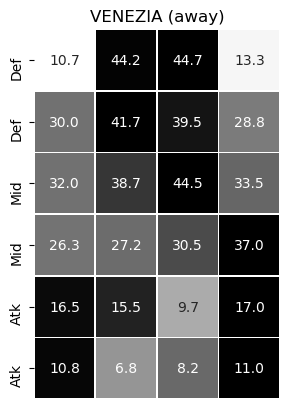 VENEZIA (away)
Def 10.7 44.2 44.7 13.3
Def 30.0 41.7 39.5 28.8
Mid 32.0 38.7 44.5 33.5
Mid 26.3 27.2 30.5 37.0
Atk 16.5 15.5 9.7 17.0
Atk 10.8 6.8 8.2 11.0